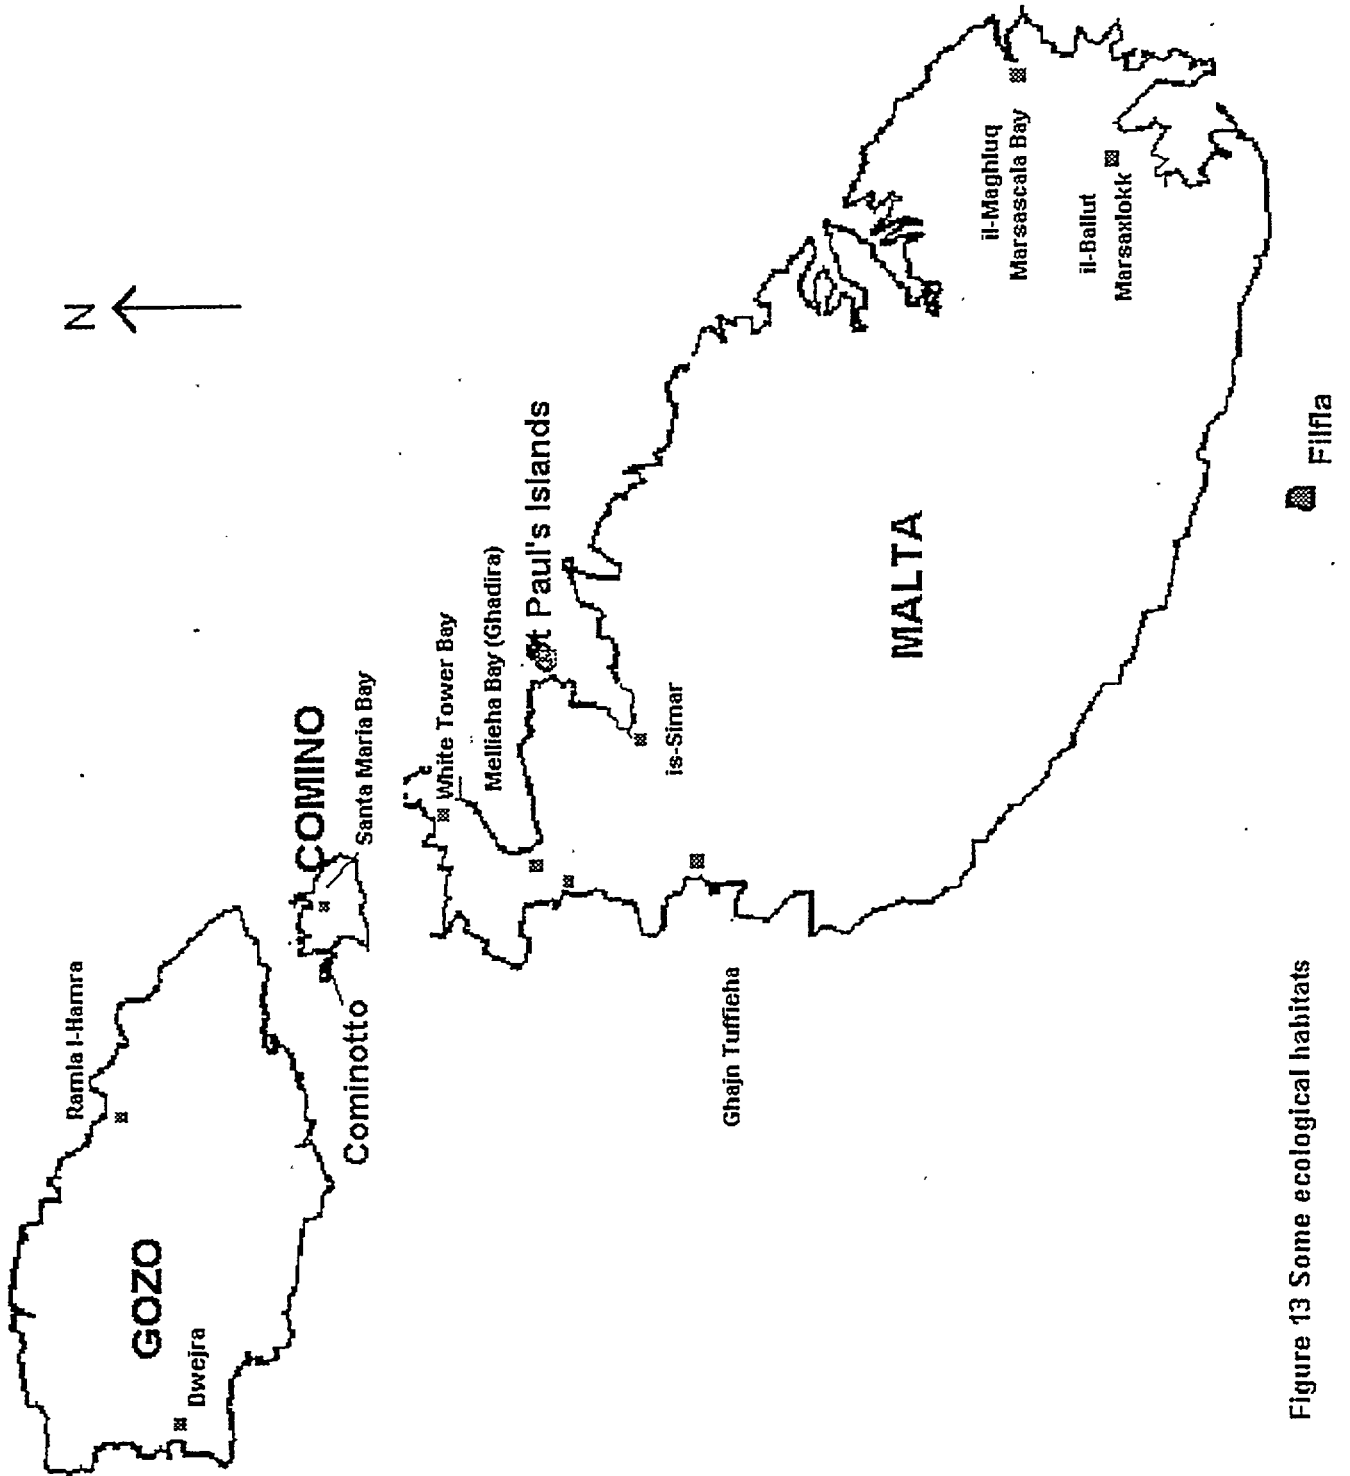 N
GOZO
Ramla l-Hamra
Dwejra
COMINO
Santa Maria Bay
Cominotto
White Tower Bay
Mellieha Bay (Ghadira)
St Paul's Islands
is-Simar
Ghajn Tuffieha
MALTA
il-Maghluq
Marsascala Bay
il-Ballut
Marsaxlokk
Filfla
Figure 13 Some ecological habitats